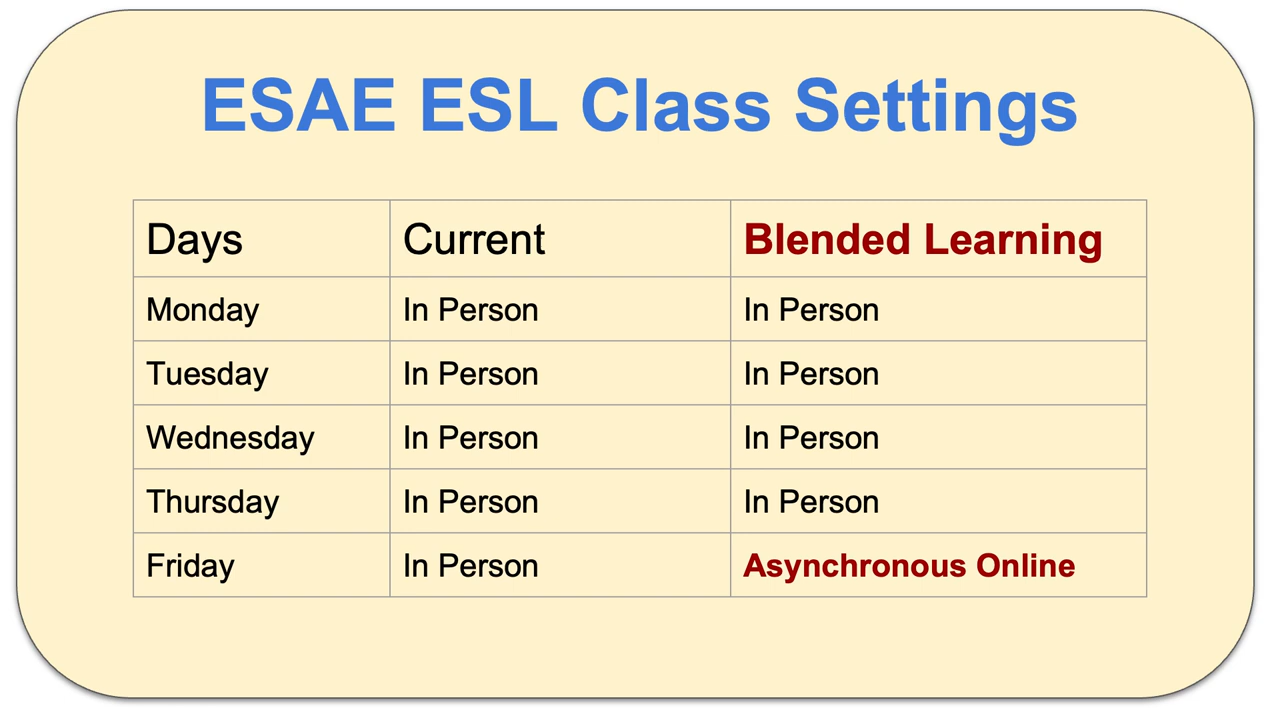 ESAE ESL Class Settings
Days Current Blended Learning
Monday In Person In Person
Tuesday In Person In Person
Wednesday In Person In Person
Thursday In Person In Person
Friday In Person Asynchronous Online